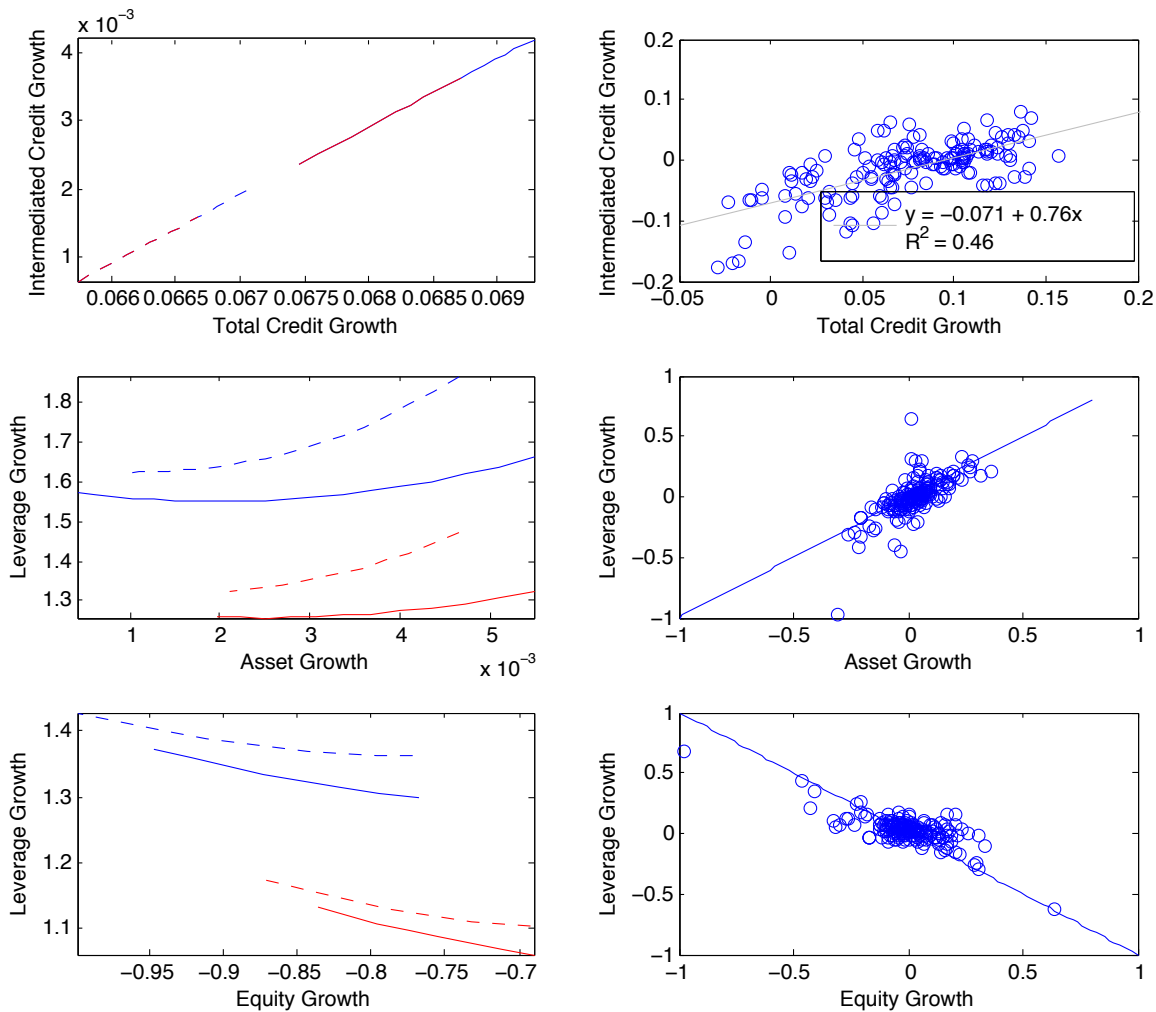 x 10⁻³
4
3
2
1
0.066 0.0665 0.067 0.0675 0.068 0.0685 0.069
Total Credit Growth
Intermediated Credit Growth
0.2
0.1
0
−0.1
−0.2
−0.05 0 0.05 0.1 0.15 0.2
Total Credit Growth
Intermediated Credit Growth
y = −0.071 + 0.76x
R² = 0.46
1.8
1.7
1.6
1.5
1.4
1.3
1 2 3 4 5
x 10⁻³
Asset Growth
Leverage Growth
1
0.5
0
−0.5
−1
−1 −0.5 0 0.5 1
Asset Growth
Leverage Growth
1.4
1.3
1.2
1.1
−0.95 −0.9 −0.85 −0.8 −0.75 −0.7
Equity Growth
Leverage Growth
1
0.5
0
−0.5
−1
−1 −0.5 0 0.5 1
Equity Growth
Leverage Growth